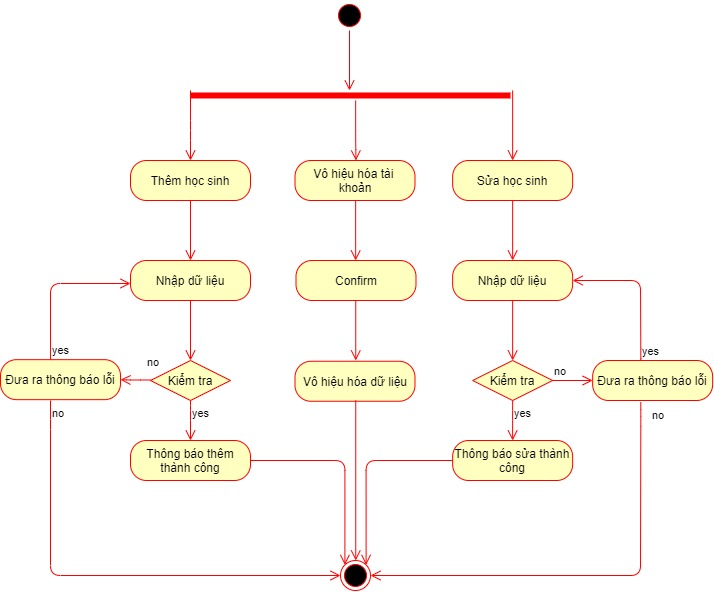 Thêm học sinh
Vô hiệu hóa tài
khoản
Sửa học sinh
Nhập dữ liệu
Confirm
Nhập dữ liệu
yes
yes
no
no
Đưa ra thông báo lỗi
Kiểm tra
Vô hiệu hóa dữ liệu
Kiểm tra
Đưa ra thông báo lỗi
no
yes
yes
no
Thông báo thêm
thành công
Thông báo sửa thành
công